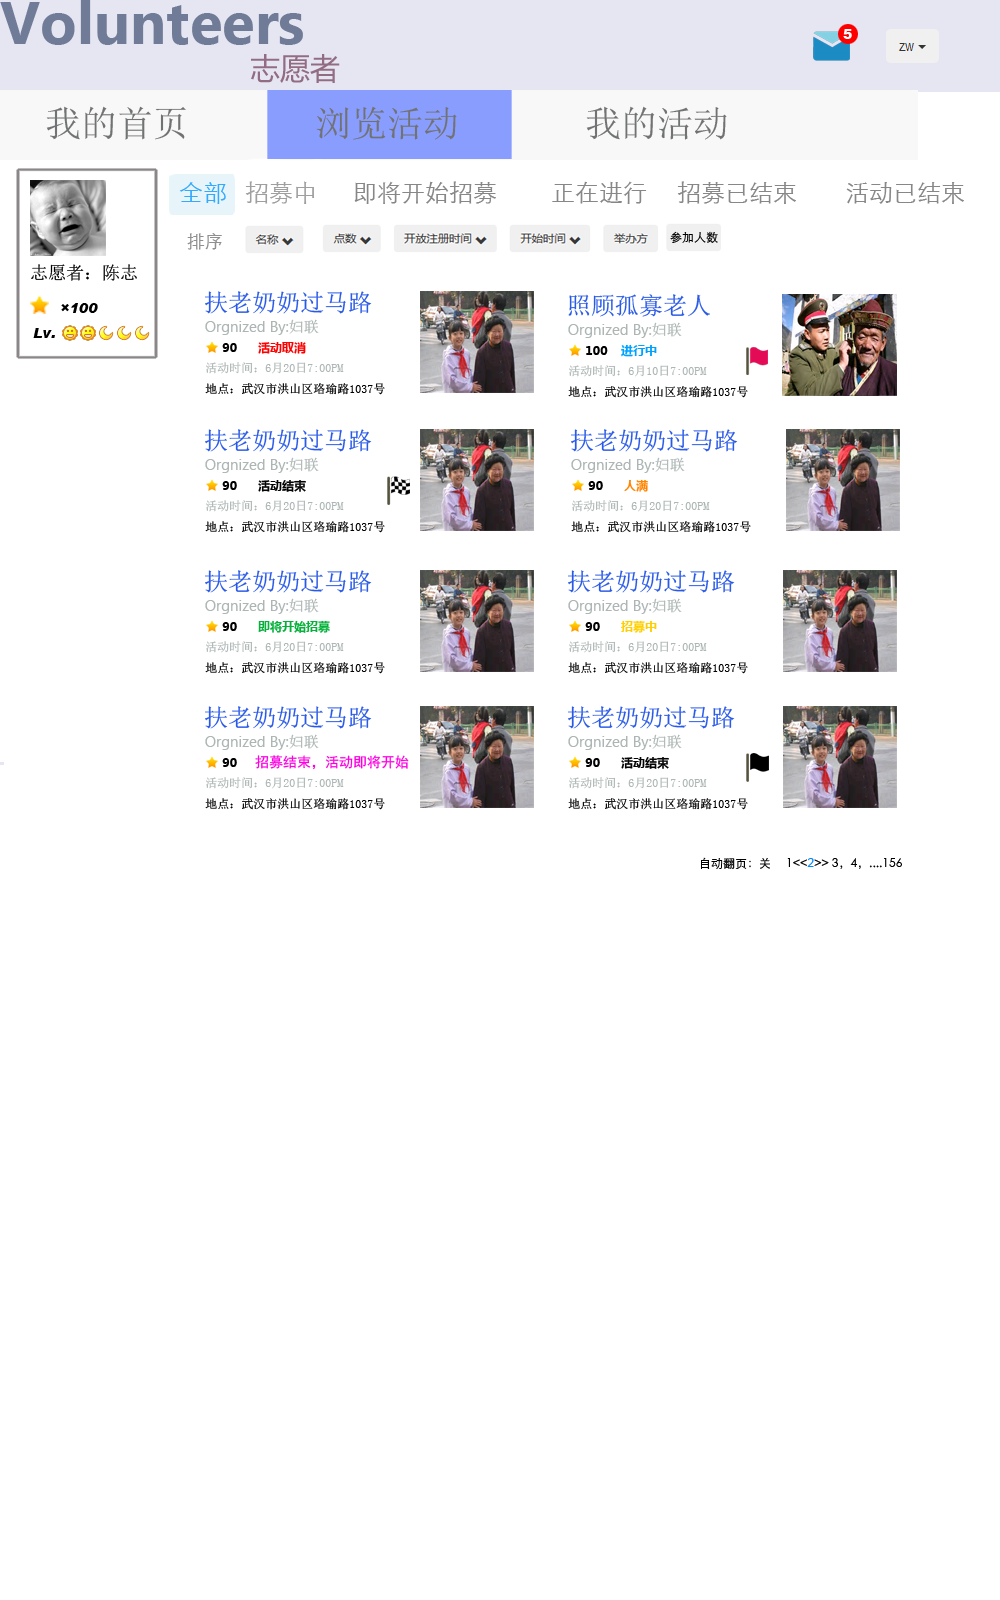 Volunteers
志愿者
5
ZW
我的首页 浏览活动 我的活动
全部 招募中 即将开始招募 正在进行 招募已结束 活动已结束
排序 名称 点数 开放注册时间 开始时间 举办方 参加人数
志愿者：陈志
×100
Lv.
扶老奶奶过马路
Orgnized By:妇联
90 活动取消
活动时间：6月20日7:00PM
地点：武汉市洪山区珞瑜路1037号
照顾孤寡老人
Orgnized By:妇联
100 进行中
活动时间：6月10日7:00PM
地点：武汉市洪山区珞瑜路1037号
扶老奶奶过马路
Orgnized By:妇联
90 活动结束
活动时间：6月20日7:00PM
地点：武汉市洪山区珞瑜路1037号
扶老奶奶过马路
Orgnized By:妇联
90 人满
活动时间：6月20日7:00PM
地点：武汉市洪山区珞瑜路1037号
扶老奶奶过马路
Orgnized By:妇联
90 即将开始招募
活动时间：6月20日7:00PM
地点：武汉市洪山区珞瑜路1037号
扶老奶奶过马路
Orgnized By:妇联
90 招募中
活动时间：6月20日7:00PM
地点：武汉市洪山区珞瑜路1037号
扶老奶奶过马路
Orgnized By:妇联
90 招募结束，活动即将开始
活动时间：6月20日7:00PM
地点：武汉市洪山区珞瑜路1037号
扶老奶奶过马路
Orgnized By:妇联
90 活动结束
活动时间：6月20日7:00PM
地点：武汉市洪山区珞瑜路1037号
自动翻页：关 1<<2>> 3，4，....156